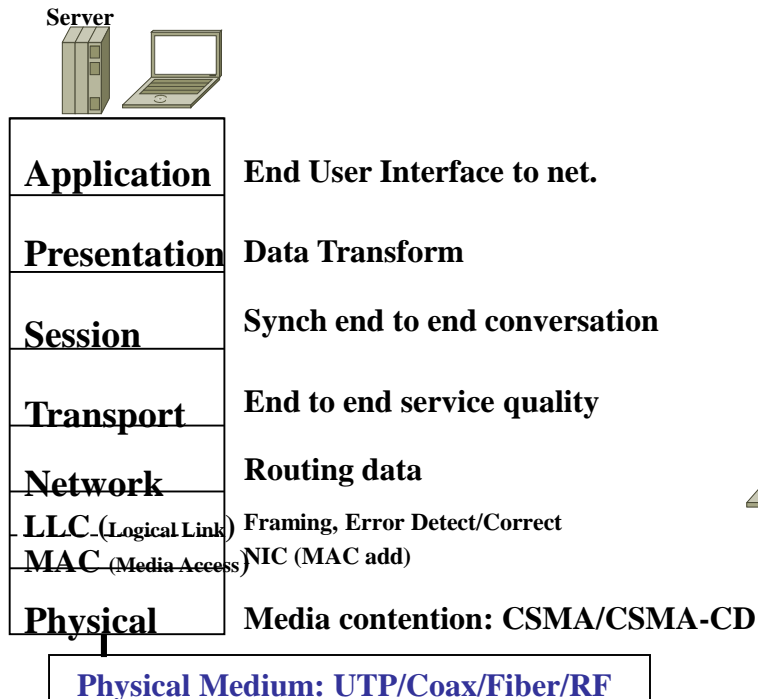 Server
Application End User Interface to net.
Presentation Data Transform
Session Synch end to end conversation
Transport End to end service quality
Network Routing data
LLC (Logical Link) Framing, Error Detect/Correct
MAC (Media Access) NIC (MAC add)
Physical Media contention: CSMA/CSMA-CD
Physical Medium: UTP/Coax/Fiber/RF